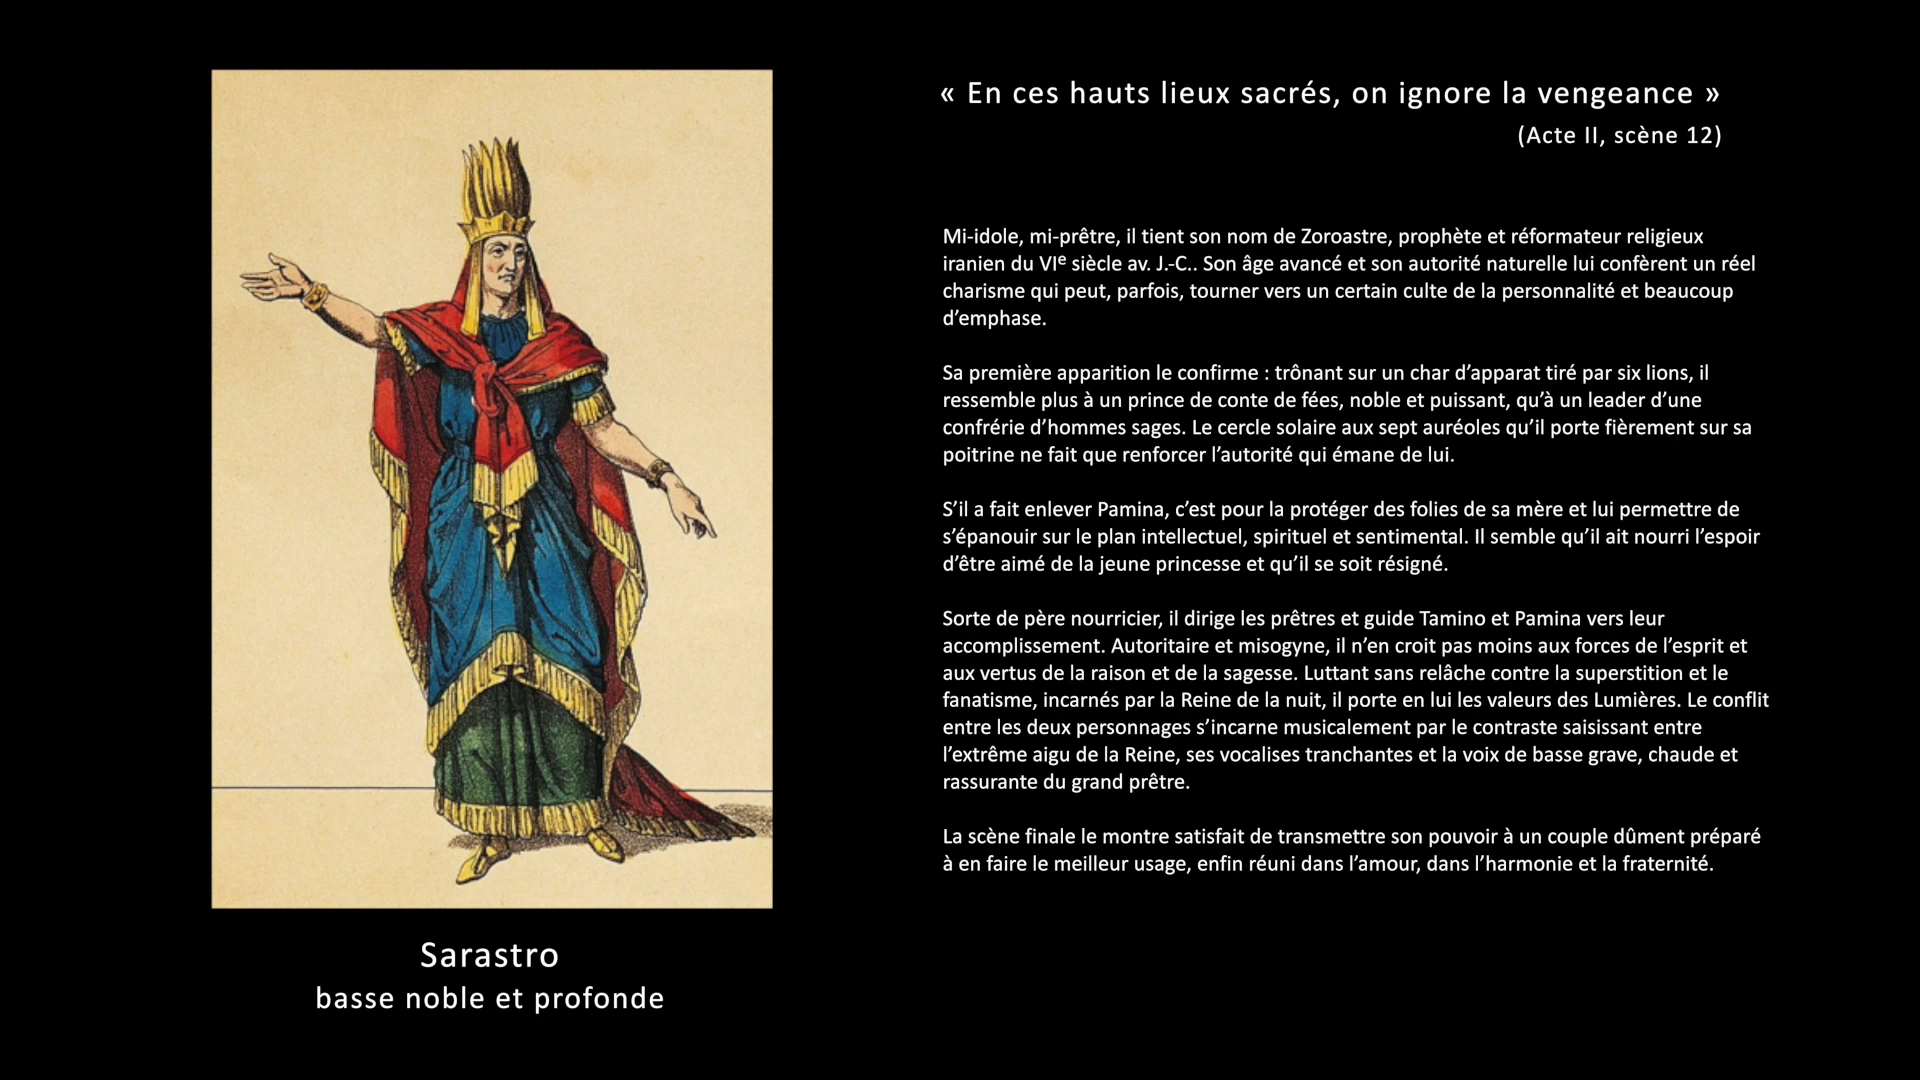 « En ces hauts lieux sacrés, on ignore la vengeance »
(Acte II, scène 12)
Mi-idole, mi-prêtre, il tient son nom de Zoroastre, prophète et réformateur religieux
iranien du VIe siècle av. J.-C.. Son âge avancé et son autorité naturelle lui confèrent un réel
charisme qui peut, parfois, tourner vers un certain culte de la personnalité et beaucoup
d’emphase.
Sa première apparition le confirme : trônant sur un char d’apparat tiré par six lions, il
ressemble plus à un prince de conte de fées, noble et puissant, qu’à un leader d’une
confrérie d’hommes sages. Le cercle solaire aux sept auréoles qu’il porte fièrement sur sa
poitrine ne fait que renforcer l’autorité qui émane de lui.
S’il a fait enlever Pamina, c’est pour la protéger des folies de sa mère et lui permettre de
s’épanouir sur le plan intellectuel, spirituel et sentimental. Il semble qu’il ait nourri l’espoir
d’être aimé de la jeune princesse et qu’il se soit résigné.
Sorte de père nourricier, il dirige les prêtres et guide Tamino et Pamina vers leur
accomplissement. Autoritaire et misogyne, il n’en croit pas moins aux forces de l’esprit et
aux vertus de la raison et de la sagesse. Luttant sans relâche contre la superstition et le
fanatisme, incarnés par la Reine de la nuit, il porte en lui les valeurs des Lumières. Le conflit
entre les deux personnages s’incarne musicalement par le contraste saisissant entre
l’extrême aigu de la Reine, ses vocalises tranchantes et la voix de basse grave, chaude et
rassurante du grand prêtre.
La scène finale le montre satisfait de transmettre son pouvoir à un couple dûment préparé
à en faire le meilleur usage, enfin réuni dans l’amour, dans l’harmonie et la fraternité.
Sarastro
basse noble et profonde